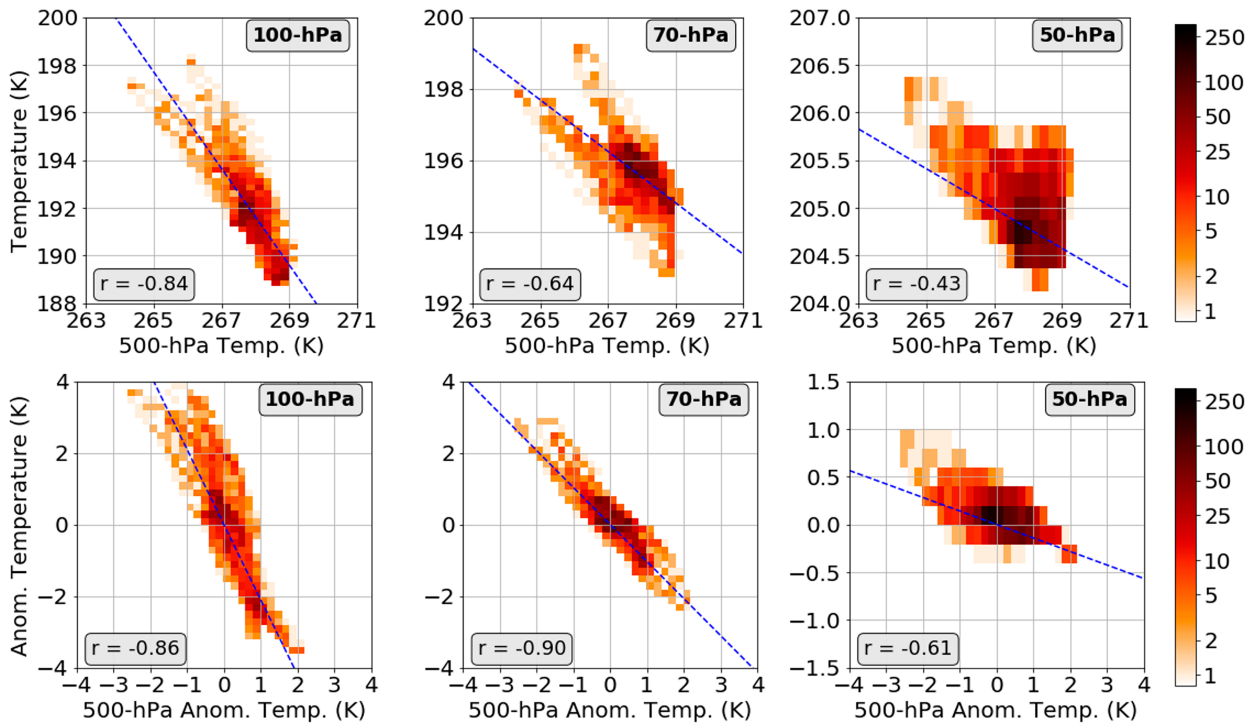 100-hPa
70-hPa
50-hPa
Temperature (K)
200
198
196
194
192
190
188
r = -0.84
263 265 267 269 271
500-hPa Temp. (K)
200
198
196
194
192
r = -0.64
263 265 267 269 271
500-hPa Temp. (K)
207.0
206.5
206.0
205.5
205.0
204.5
204.0
r = -0.43
263 265 267 269 271
500-hPa Temp. (K)
250
100
50
25
10
5
2
1
100-hPa
70-hPa
50-hPa
Anom. Temperature (K)
4
2
0
−2
−4
r = -0.86
−4 −3 −2 −1 0 1 2 3 4
500-hPa Anom. Temp. (K)
4
2
0
−2
−4
r = -0.90
−4 −3 −2 −1 0 1 2 3 4
500-hPa Anom. Temp. (K)
1.5
1.0
0.5
0.0
−0.5
−1.0
−1.5
r = -0.61
−4 −3 −2 −1 0 1 2 3 4
500-hPa Anom. Temp. (K)
250
100
50
25
10
5
2
1